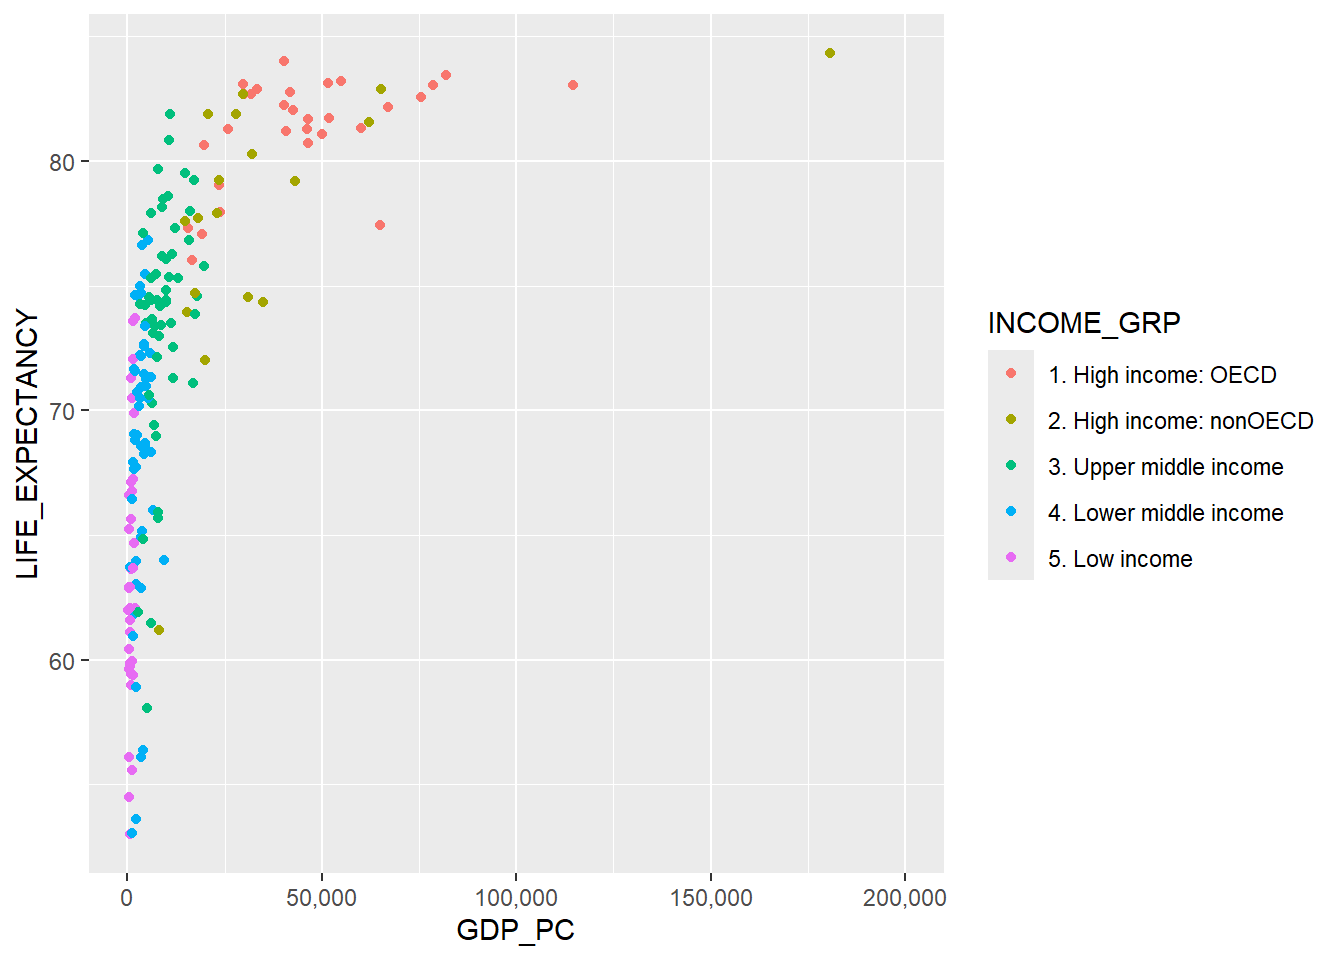 80
70
60
LIFE_EXPECTANCY
0
50,000
100,000
150,000
200,000
GDP_PC
INCOME_GRP
1. High income: OECD
2. High income: nonOECD
3. Upper middle income
4. Lower middle income
5. Low income